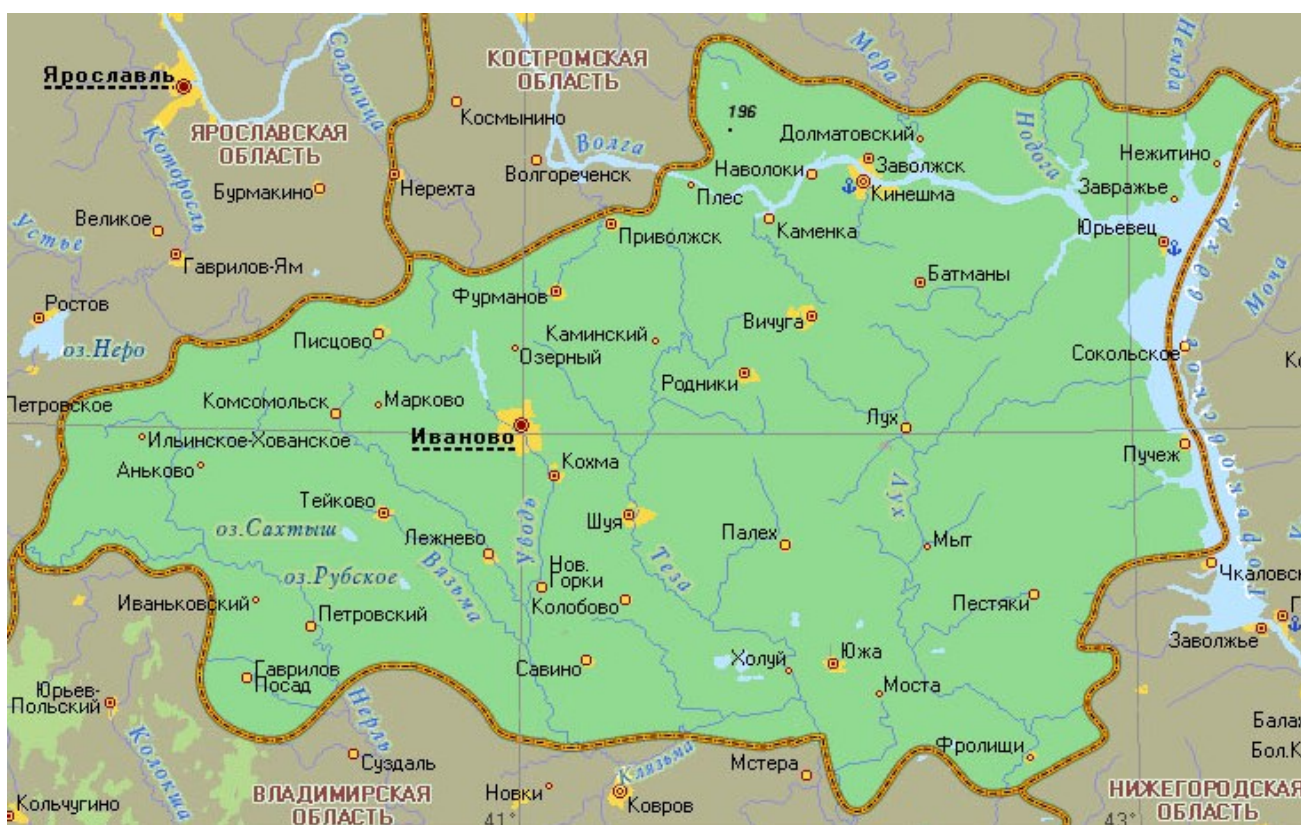 КОСТРОМСКАЯ
ОБЛАСТЬ
Ярославль
ЯРОСЛАВСКАЯ
ОБЛАСТЬ
Солоница
Которосль
Мера
Немда
Нодога
Волга
196
Космынино
Волгореченск
Нерехта
Бурмакино
Великое
Устье
Гаврилов-Ям
Ростов
оз.Неро
Долматовский
Заволжск
Наволоки
Кинешма
Плес
Каменка
Нежитино
Завражье
Юрьевец
Моча
Приволжск
Фурманов
Батманы
Вичуга
Каминский
Озерный
Писцово
Родники
Сокольское
Петровское
Комсомольск
Марково
Иваново
Ильинское-Хованское
Аньково
Лух
Пучеж
Кохма
Тейково
Шуя
Уводь
Лух
оз.Сахтыш
Лежнево
Вязьма
Палех
Мыт
оз.Рубское
Нов.
Горки
Теза
Колобово
Иваньковский
Петровский
Пестяки
Заволжье
Гаврилов
Посад
Савино
Холуй
Южа
Моста
Юрьев-
Польский
Нерль
Колокша
Суздаль
Клязьма
Мстера
Фролищи
Бол.К
Новки
Ковров
Кольчугино
ВЛАДИМИРСКАЯ
ОБЛАСТЬ
НИЖЕГОРОДСКАЯ
ОБЛАСТЬ
41°
43°